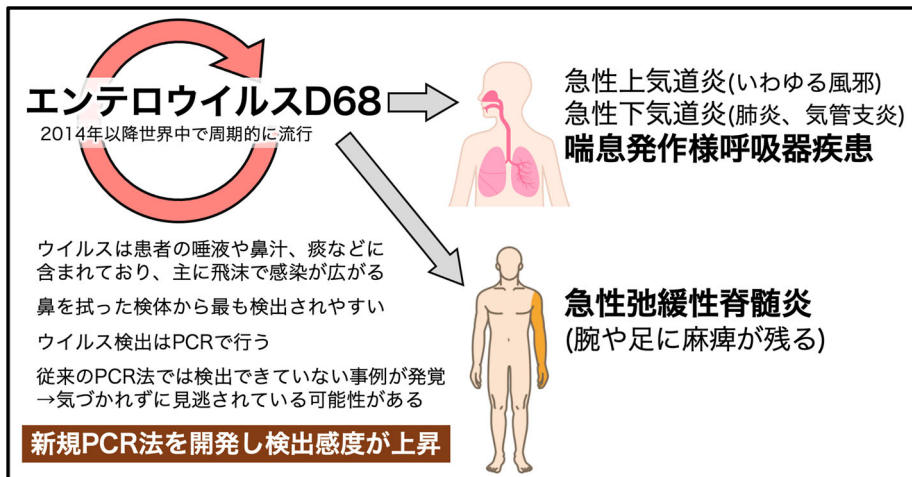 エンテロウイルスD68
2014年以降世界中で周期的に流行
急性上気道炎(いわゆる風邪)
急性下気道炎(肺炎、気管支炎)
喘息発作様呼吸器疾患
ウイルスは患者の唾液や鼻汁、痰などに
含まれており、主に飛沫で感染が広がる
鼻を拭った検体から最も検出されやすい
ウイルス検出はPCRで行う
従来のPCR法では検出できていない事例が発覚
→気づかれずに見逃されている可能性がある
新規PCR法を開発し検出感度が上昇
急性弛緩性脊髄炎
(腕や足に麻痺が残る)